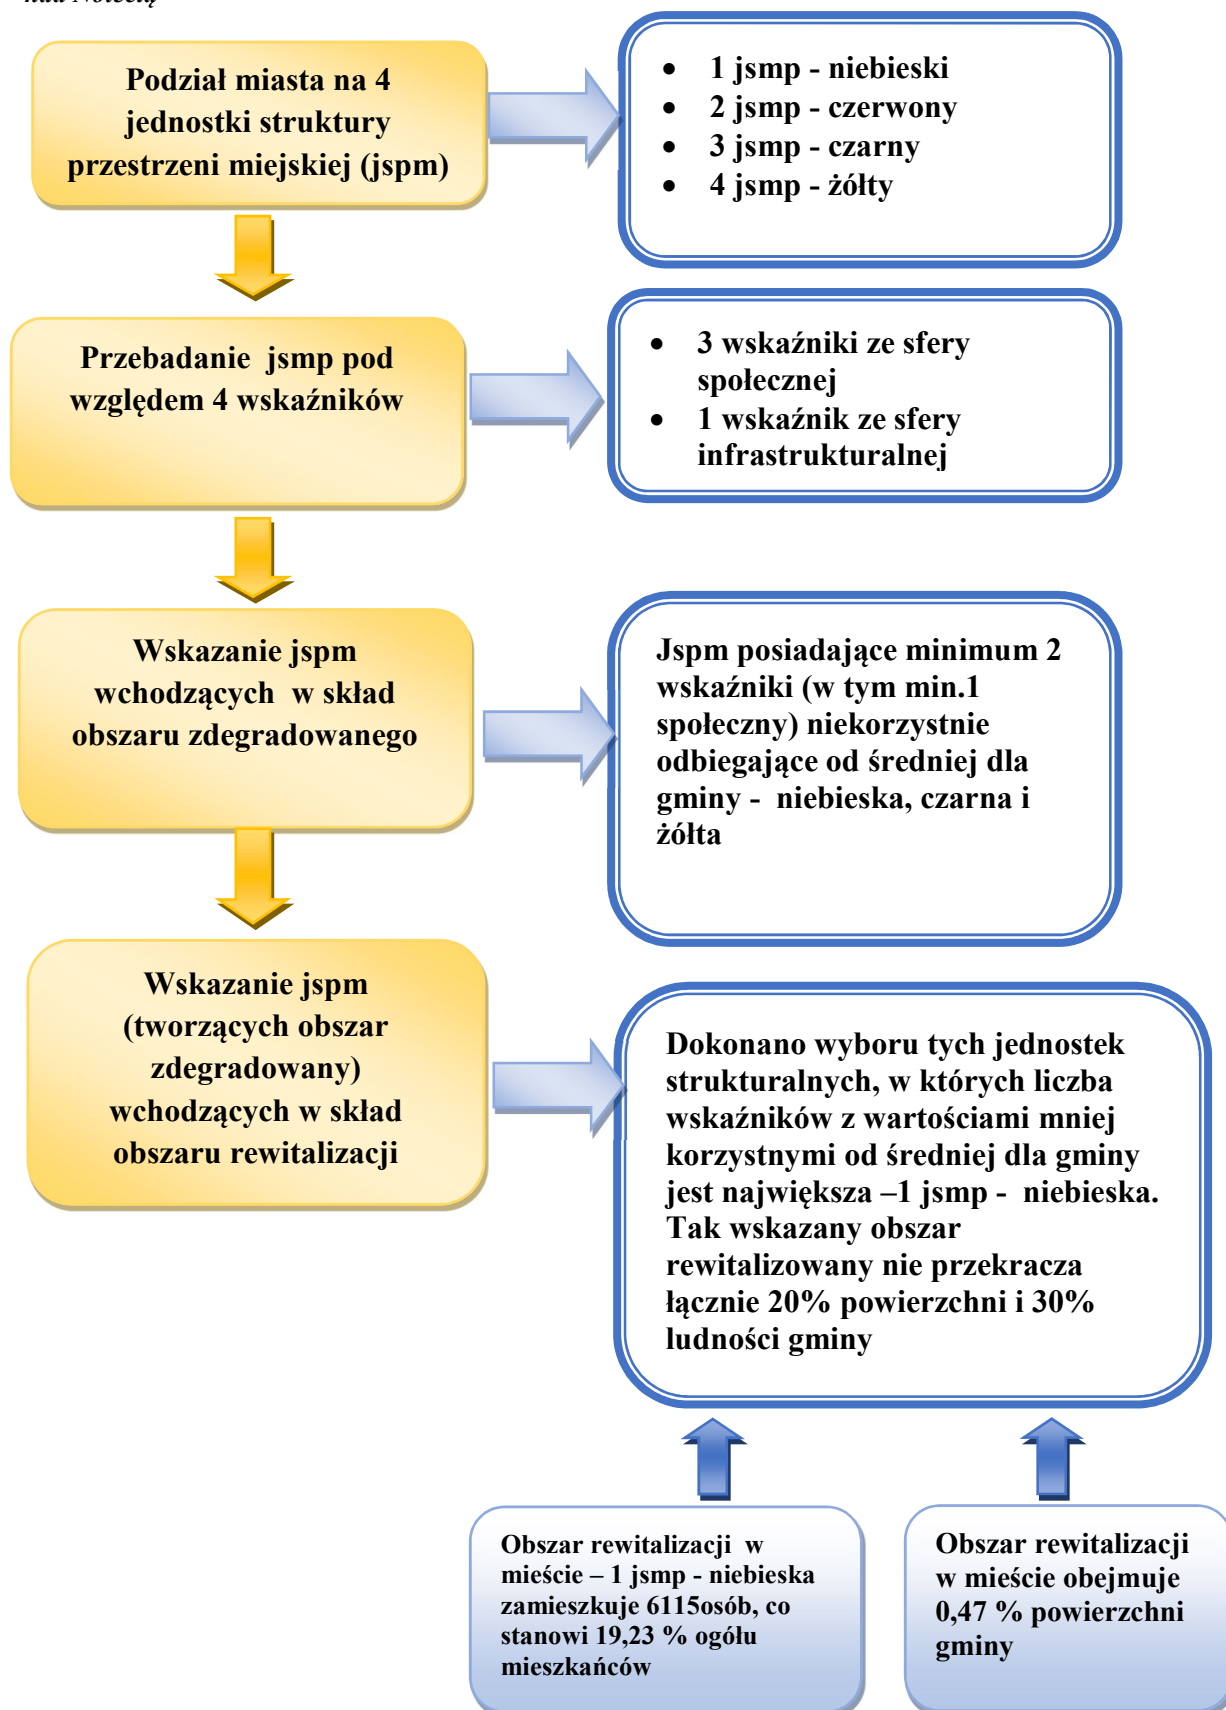 nad Notecią
Podział miasta na 4
jednostki struktury
przestrzeni miejskiej (jspm)
• 1 jsmp - niebieski
• 2 jsmp - czerwony
• 3 jsmp - czarny
• 4 jsmp - żółty
Przebadanie jsmp pod
względem 4 wskaźników
• 3 wskaźniki ze sfery
społecznej
• 1 wskaźnik ze sfery
infrastrukturalnej
Wskazanie jspm
wchodzących w skład
obszaru zdegradowanego
Jspm posiadające minimum 2
wskaźniki (w tym min.1
społeczny) niekorzystnie
odbiegające od średniej dla
gminy - niebieska, czarna i
żółta
Wskazanie jspm
(tworzących obszar
zdegradowany)
wchodzących w skład
obszaru rewitalizacji
Dokonano wyboru tych jednostek
strukturalnych, w których liczba
wskaźników z wartościami mniej
korzystnymi od średniej dla gminy
jest największa –1 jsmp - niebieska.
Tak wskazany obszar
rewitalizowany nie przekracza
łącznie 20% powierzchni i 30%
ludności gminy
Obszar rewitalizacji w
mieście – 1 jsmp - niebieska
zamieszkuje 6115osób, co
stanowi 19,23 % ogółu
mieszkańców
Obszar rewitalizacji
w mieście obejmuje
0,47 % powierzchni
gminy